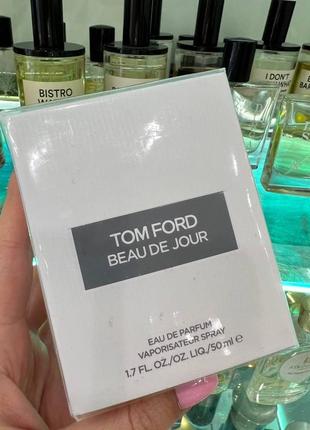 BISTRO
I DON'T
TOM FORD
BEAU DE JOUR
EAU DE PARFUM
VAPORISATEUR SPRAY
1.7 FL. OZ./OZ. LIQ./50 ml e